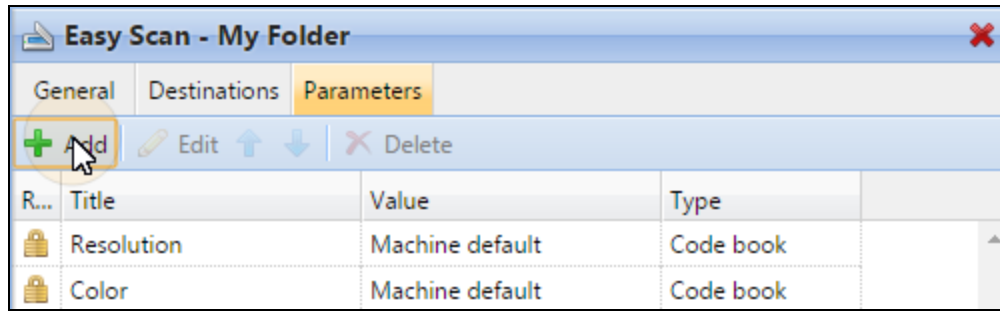 Easy Scan - My Folder
General Destinations Parameters
Add Edit Delete
R... Title Value Type
Resolution Machine default Code book
Color Machine default Code book